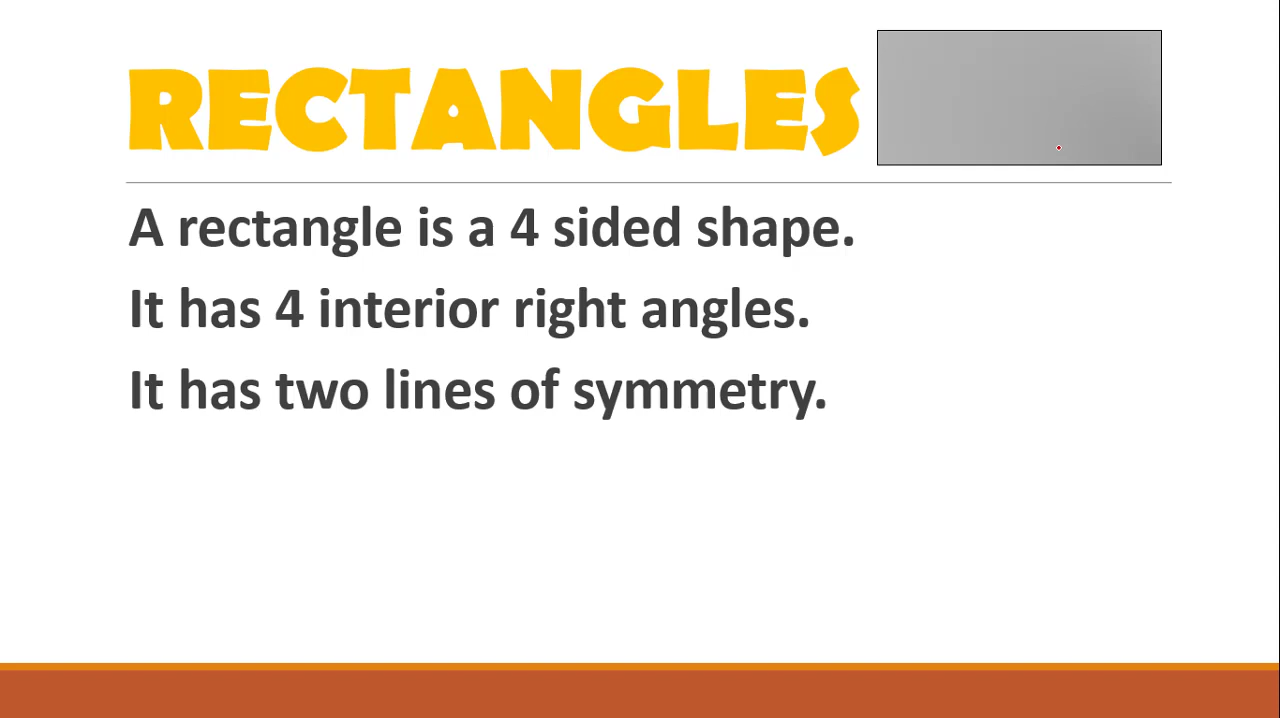 RECTANGLES
A rectangle is a 4 sided shape.
It has 4 interior right angles.
It has two lines of symmetry.